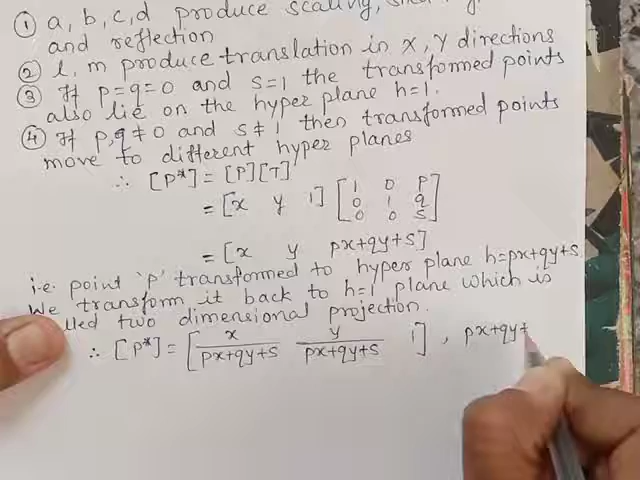 ① a, b, c, d produce scaling,
and reflection
② l, m produce translation in X, Y directions
③ If p=q=0 and s=1 the transformed points
also lie on the hyper plane h=1.
④ If p,q ≠ 0 and s ≠ 1 then transformed points
move to different hyper planes
∴ [P*] = [P][T]
= [x y 1] [1 0 p
0 1 q
0 0 s]
= [x y px+qy+s]
i.e. point 'p' transformed to hyper plane h=px+qy+s.
We transform it back to h=1 plane which is
two dimensional projection.
∴ [P*] = [x/px+qy+s y/px+qy+s 1] , px+qy+